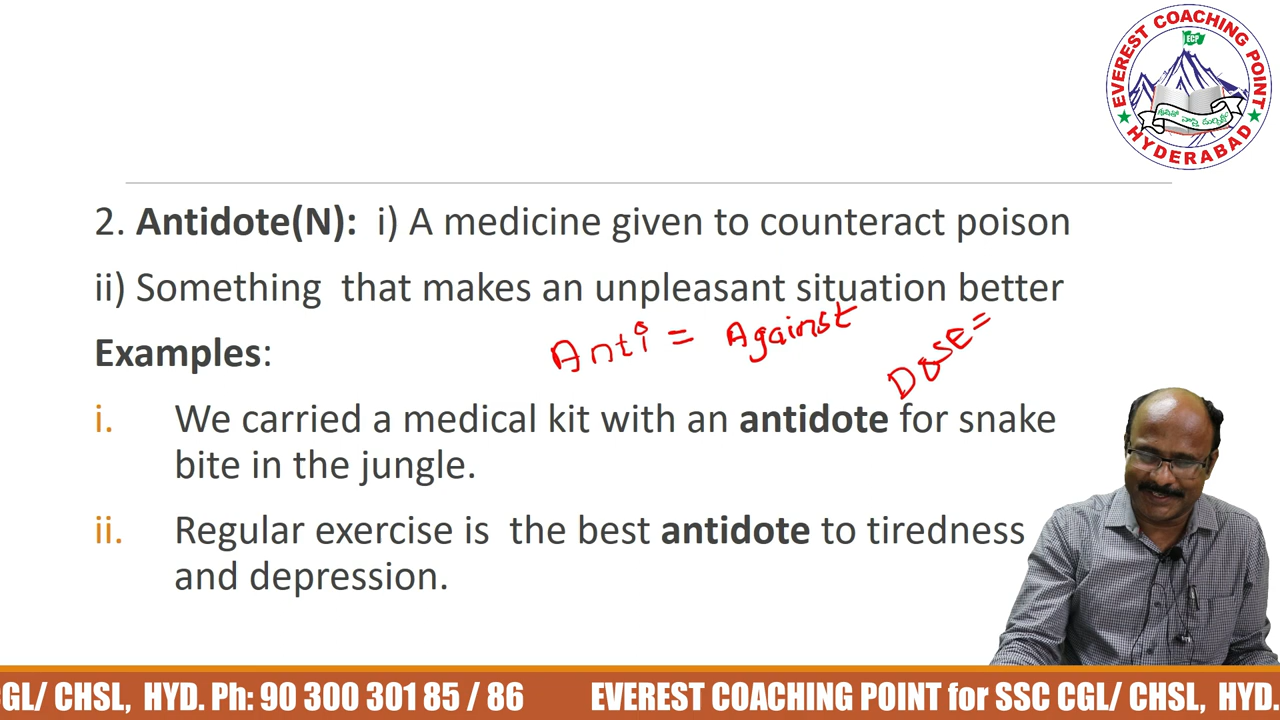 EVEREST COACHING POINT
ECP
HYDERABAD
2. Antidote(N): i) A medicine given to counteract poison
ii) Something that makes an unpleasant situation better
Anti = Against
Dose =
Examples:
i. We carried a medical kit with an antidote for snake
bite in the jungle.
ii. Regular exercise is the best antidote to tiredness
and depression.
CGL/ CHSL, HYD. Ph: 90 300 301 85 / 86 EVEREST COACHING POINT for SSC CGL/ CHSL, HYD.